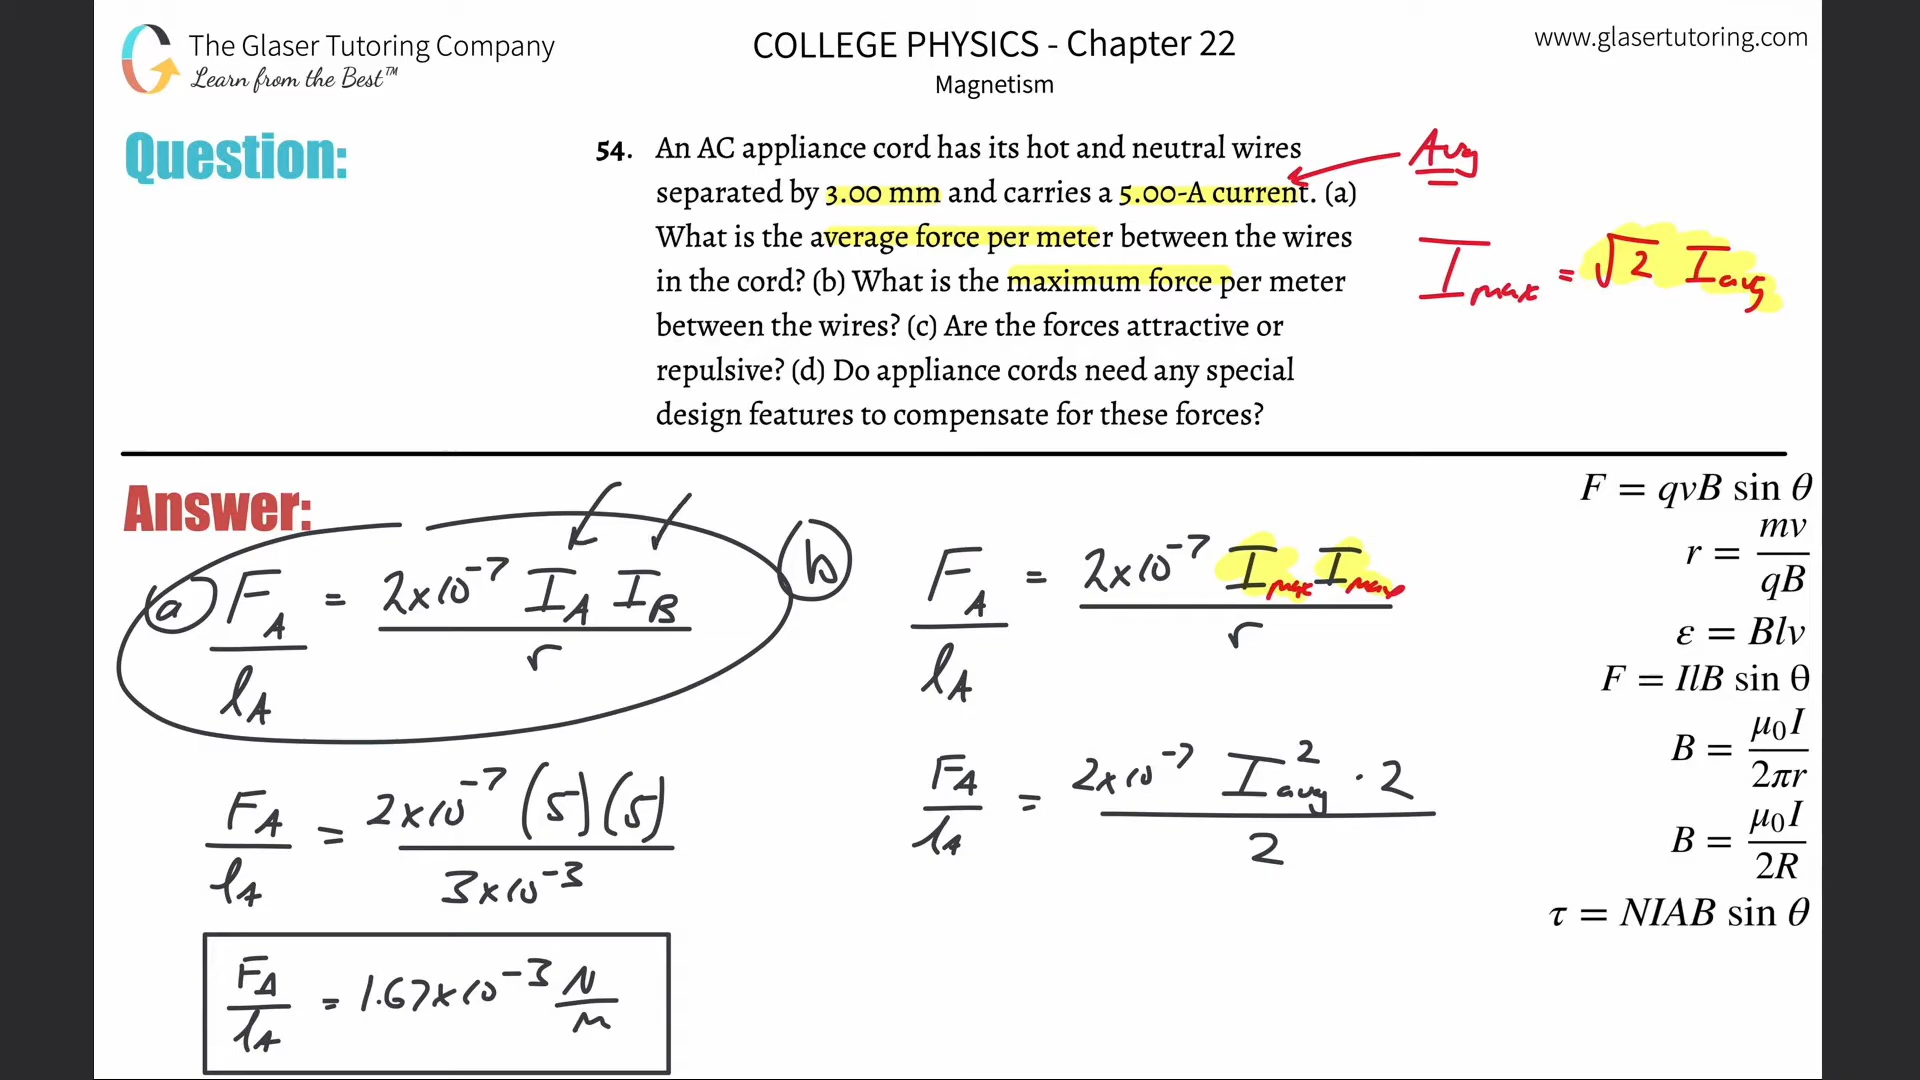 The Glaser Tutoring Company
Learn from the Best™
COLLEGE PHYSICS - Chapter 22
Magnetism
www.glasertutoring.com
Question:
54. An AC appliance cord has its hot and neutral wires
separated by 3.00 mm and carries a 5.00-A current. (a)
What is the average force per meter between the wires
in the cord? (b) What is the maximum force per meter
between the wires? (c) Are the forces attractive or
repulsive? (d) Do appliance cords need any special
design features to compensate for these forces?
Avg
I_max = √2 I_avg
Answer:
(a) F_A / l_A = 2x10^-7 I_A I_B / r
F_A / l_A = 2x10^-7 (5)(5) / 3x10^-3
F_A / l_A = 1.67x10^-3 N/m
(b) F_A / l_A = 2x10^-7 I_max I_max / r
F_A / l_A = 2x10^-7 I_avg^2 · 2 / 2
F = qvB sin θ
r = mv / qB
ε = Blv
F = IlB sin θ
B = μ₀I / 2πr
B = μ₀I / 2R
τ = NIAB sin θ